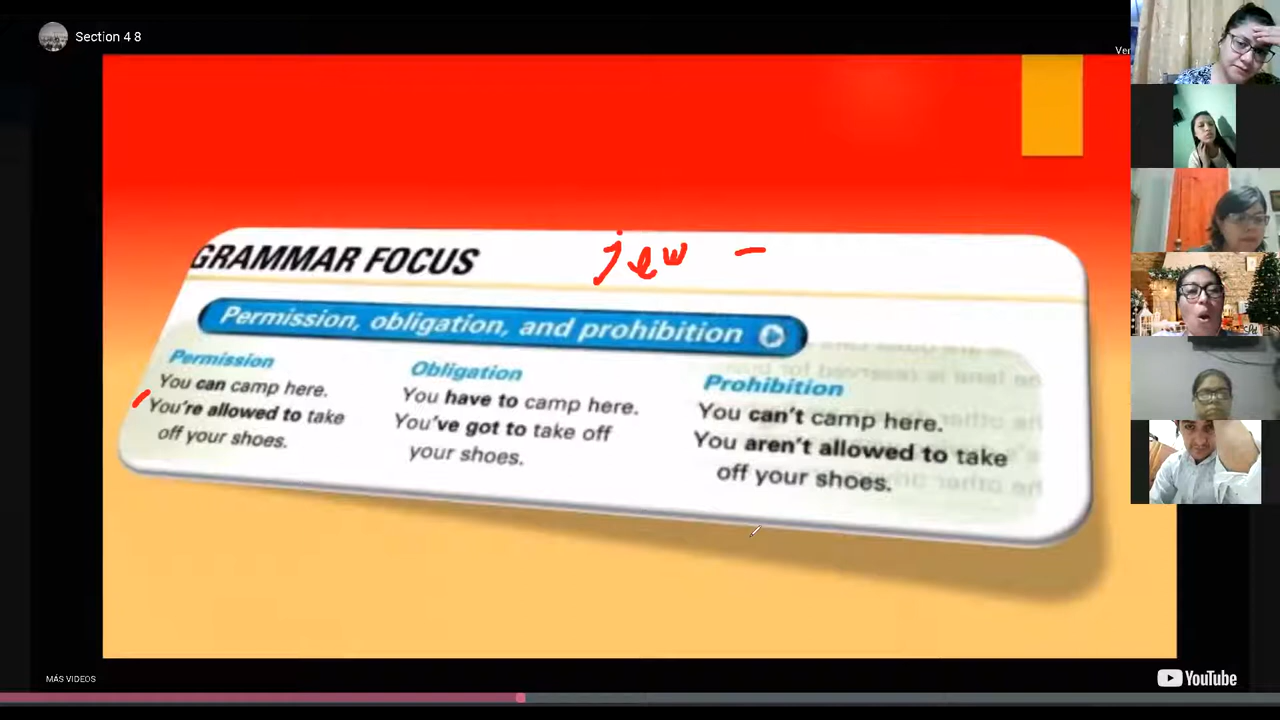 Section 4 8
Ver
GRAMMAR FOCUS
jew -
Permission, obligation, and prohibition
Permission
You can camp here.
You're allowed to take
off your shoes.
Obligation
You have to camp here.
You've got to take off
your shoes.
Prohibition
You can't camp here.
You aren't allowed to take
off your shoes.
MÁS VIDEOS
YouTube